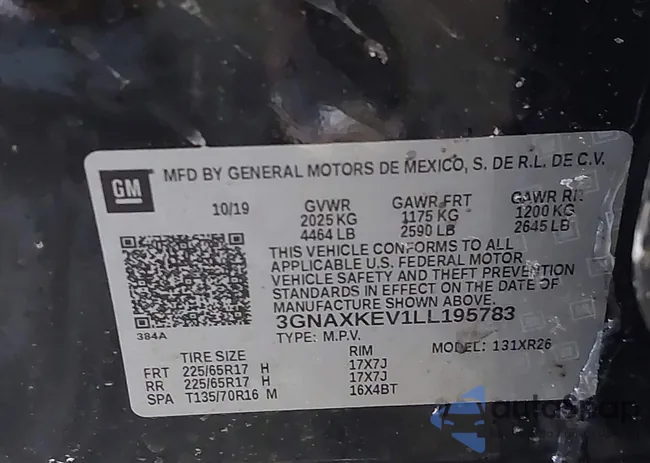 GM MFD BY GENERAL MOTORS DE MEXICO, S. DE R.L. DE C.V.
10/19 GVWR GAWR FRT GAWR RR
2025 KG 1175 KG 1200 KG
4464 LB 2590 LB 2645 LB
THIS VEHICLE CONFORMS TO ALL
APPLICABLE U.S. FEDERAL MOTOR
VEHICLE SAFETY AND THEFT PREVENTION
STANDARDS IN EFFECT ON THE DATE OF
MANUFACTURE SHOWN ABOVE.
3GNAXKEV1LL195783
384A
TYPE: M.P.V. MODEL: 131XR26
TIRE SIZE RIM
FRT 225/65R17 H 17X7J
RR 225/65R17 H 17X7J
SPA T135/70R16 M 16X4BT
autoSnap